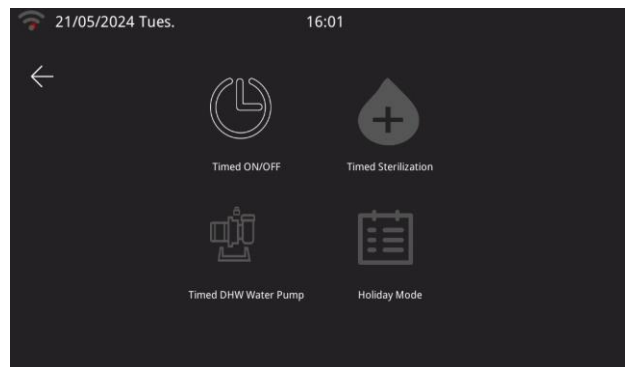 21/05/2024 Tues.
16:01
Timed ON/OFF
Timed Sterilization
Timed DHW Water Pump
Holiday Mode